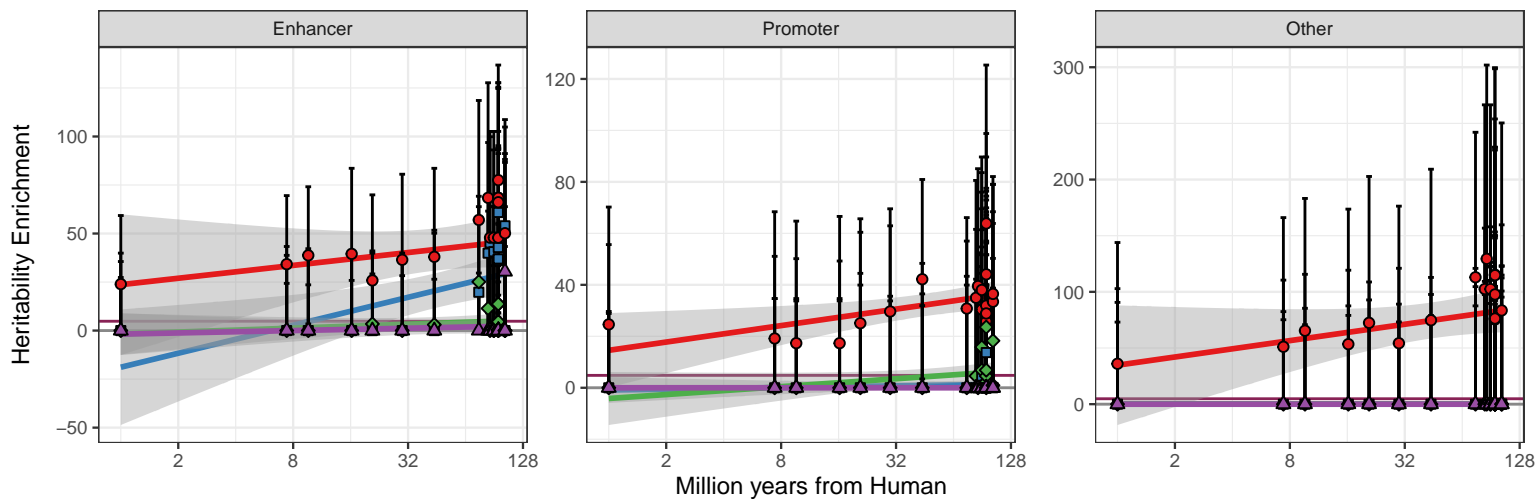 Enhancer
Promoter
Other
Heritability Enrichment
100
50
0
−50
120
80
40
0
300
200
100
0
2 8 32 128
2 8 32 128
2 8 32 128
Million years from Human